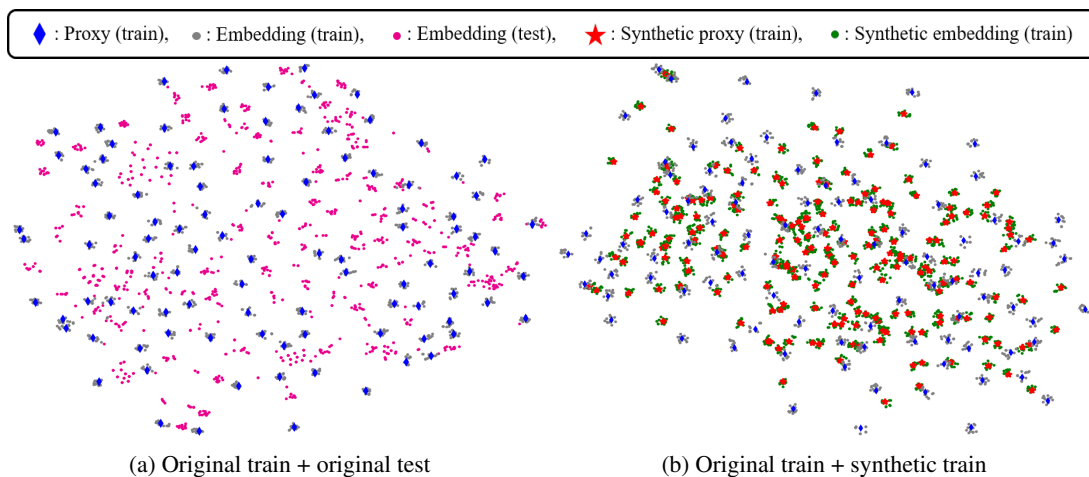 : Proxy (train), : Embedding (train), : Embedding (test), : Synthetic proxy (train), : Synthetic embedding (train)
(a) Original train + original test
(b) Original train + synthetic train